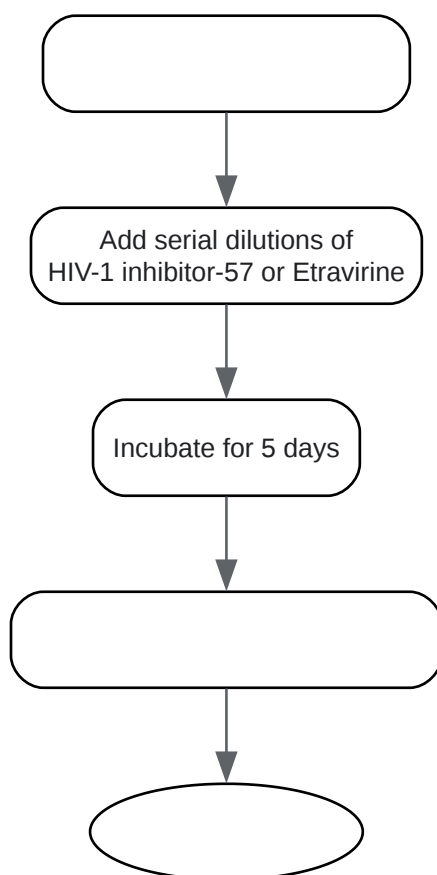 Add serial dilutions of
HIV-1 inhibitor-57 or Etravirine
Incubate for 5 days